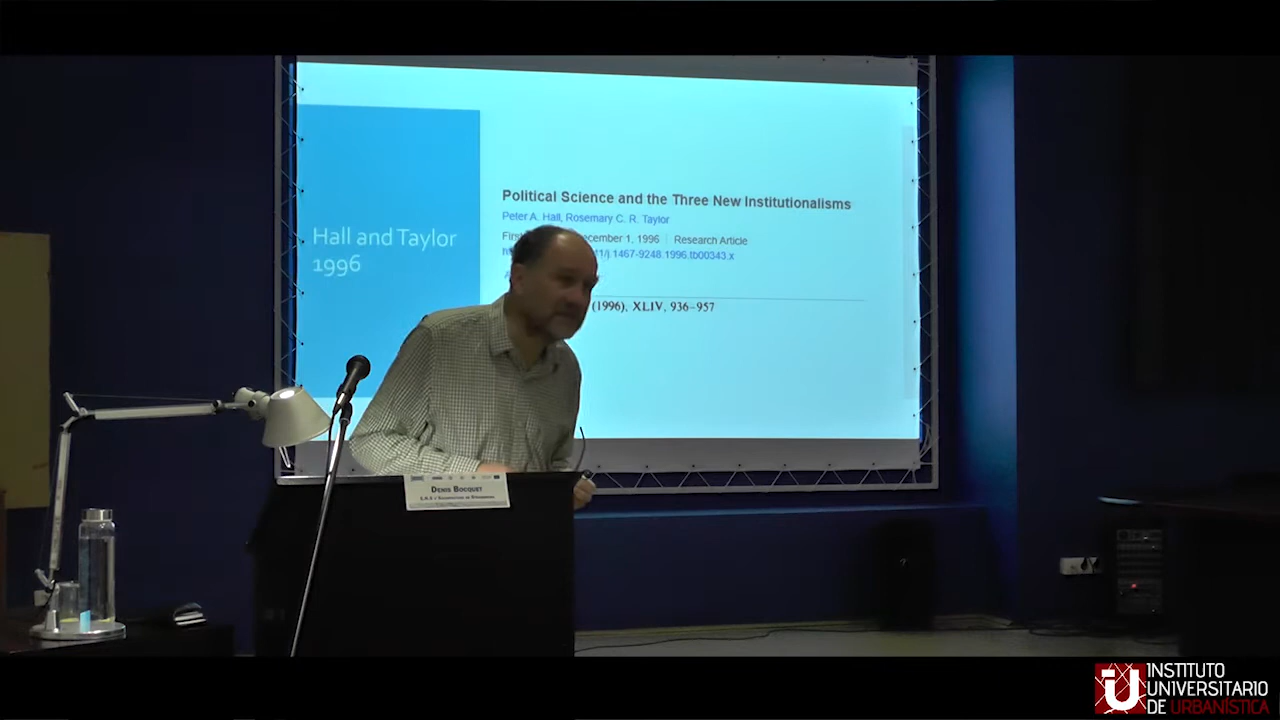 Hall and Taylor
1996
Political Science and the Three New Institutionalisms
Peter A. Hall, Rosemary C. R. Taylor
December 1, 1996 | Research Article
11/j.1467-9248.1996.tb00343.x
(1996), XLIV, 936–957
DENIS BOCQUET
INSTITUTO
UNIVERSITARIO
DE URBANÍSTICA